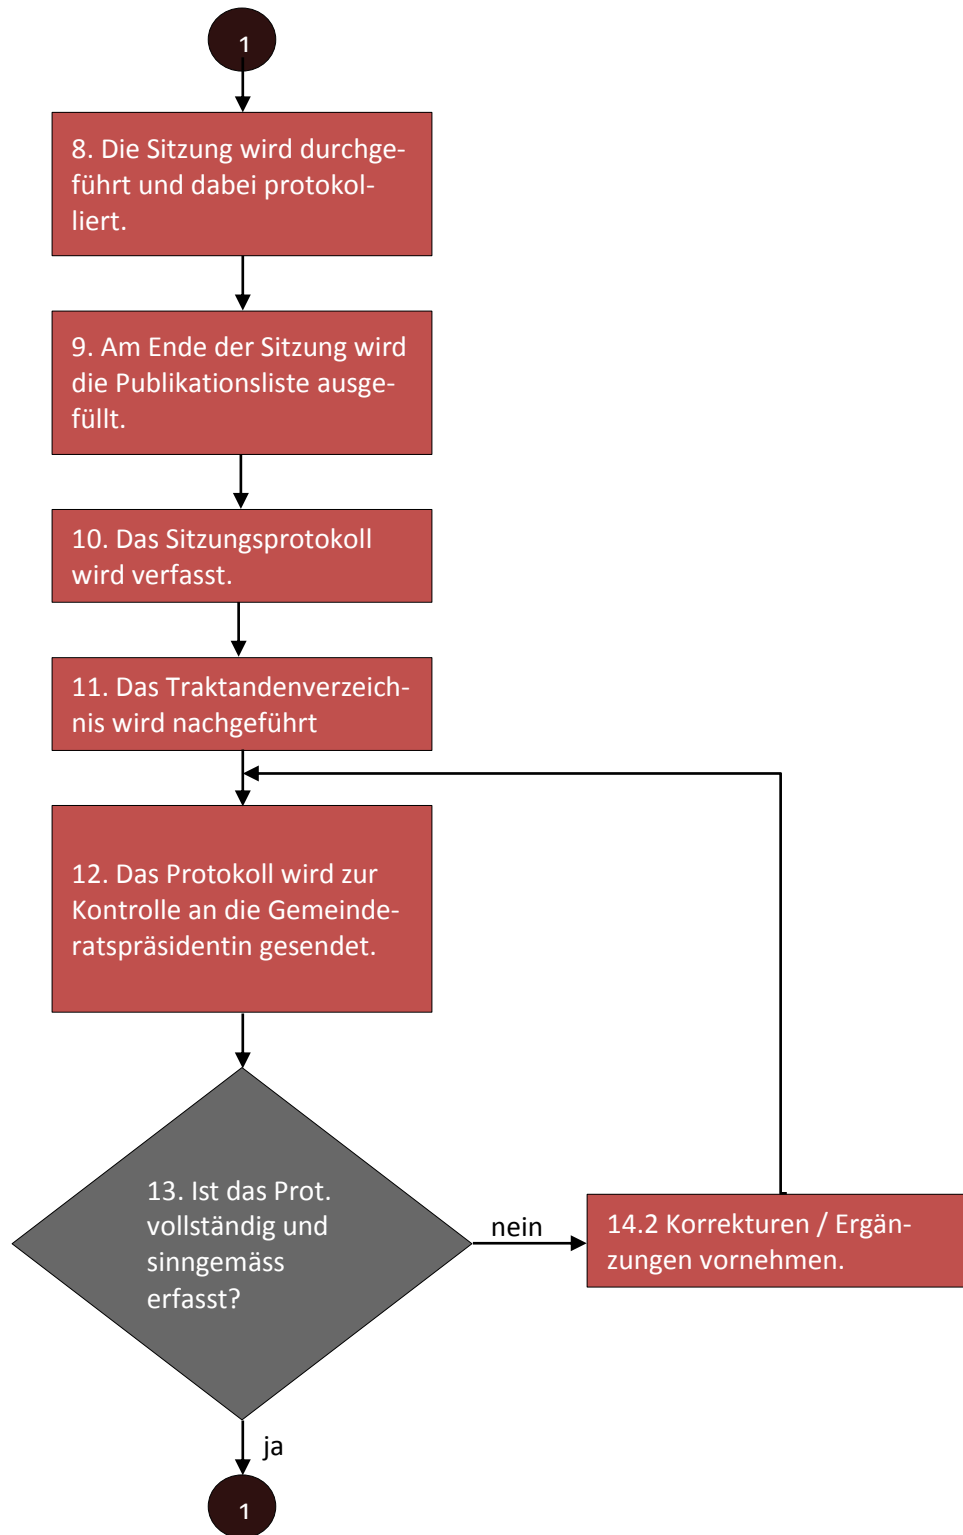 1
8. Die Sitzung wird durchge-
führt und dabei protokol-
liert.
9. Am Ende der Sitzung wird
die Publikationsliste ausge-
füllt.
10. Das Sitzungsprotokoll
wird verfasst.
11. Das Traktandenverzeich-
nis wird nachgeführt
12. Das Protokoll wird zur
Kontrolle an die Gemeinde-
ratspräsidentin gesendet.
13. Ist das Prot.
vollständig und
sinngemäss
erfasst?
nein
14.2 Korrekturen / Ergän-
zungen vornehmen.
ja
1